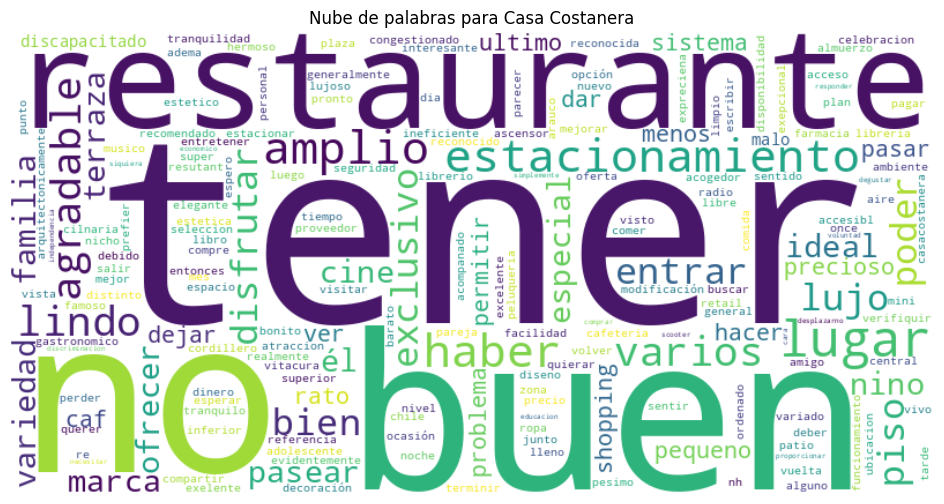 Nube de palabras para Casa Costanera
discapacitado tranquilidad hermoso plaza congestionado interesante ultimo sistema reconocida almuerzo celebracion
restaurante
punto agradable terraza adema estetico personal generalmente lujoso pronto dia parecer opción nuevo dar expreciena limpio escribir disponibilidad acceso plan responder pagar
arquitectonicamente musico recomendado estacionar entretener super economico resutant siquiera espero amplio seguridad luego reconocido arauco ineficiente mejorar ascensor menos malo exepcional farmacia libreria pasar
familia independencia cilnaria nicho prefier elegante estetica seleccion libro disfrutar librerio estacionamiento simplemente oferta acogedor sentido radio libre ambiente degustar aire casacostanera
tener
debido salir mejor compre entonces mes espacio tiempo proveedor cine visitar exclusivo acompanado permitir excelente peluqueria especial visto comer comida entrar modificación buscar accesibl once voluntad ideal precioso poder
vista famoso distinto lindo gastronomico discriminacion cordillero dejar bonito atraccion realmente vitacura superior ver él barato pareja haber facilidad cafeteria volver quierar comprar scooter varios retail general hacer desplazarno car lujo mini verifiquir lugar amigo central
variedad perder caf querer re necesitar marca ofrecer dinero esperar tranquilo inferior compartir exelente rato bien referencia adolescente evidentemente pasear decoración
no buen
nivel chile ocasión noche lleno problema terminir diseno zona precio educacion ropa junto pesimo shopping sentir pequeno nh ordenado variado deber patio proporcionar vuelta alguno nino piso funcionamiento ubicacion vivo tarde